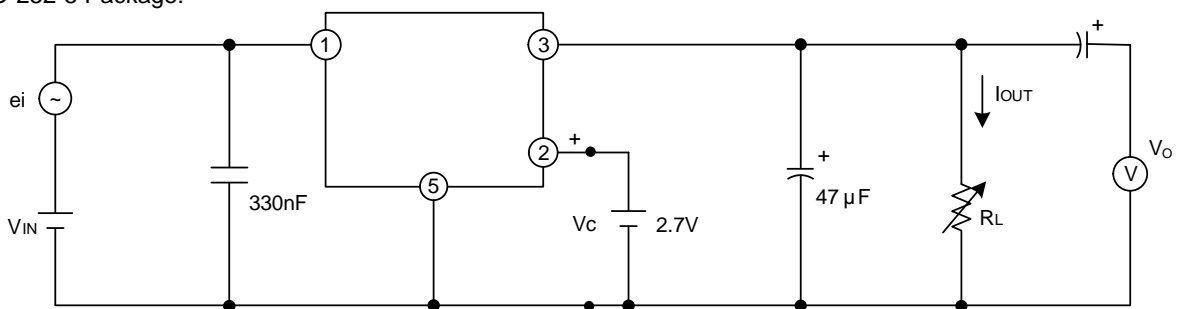 1
3
+
ei
~
IOUT
+
2
+
VO
V
5
330nF
47 µF
VIN
Vc
2.7V
RL